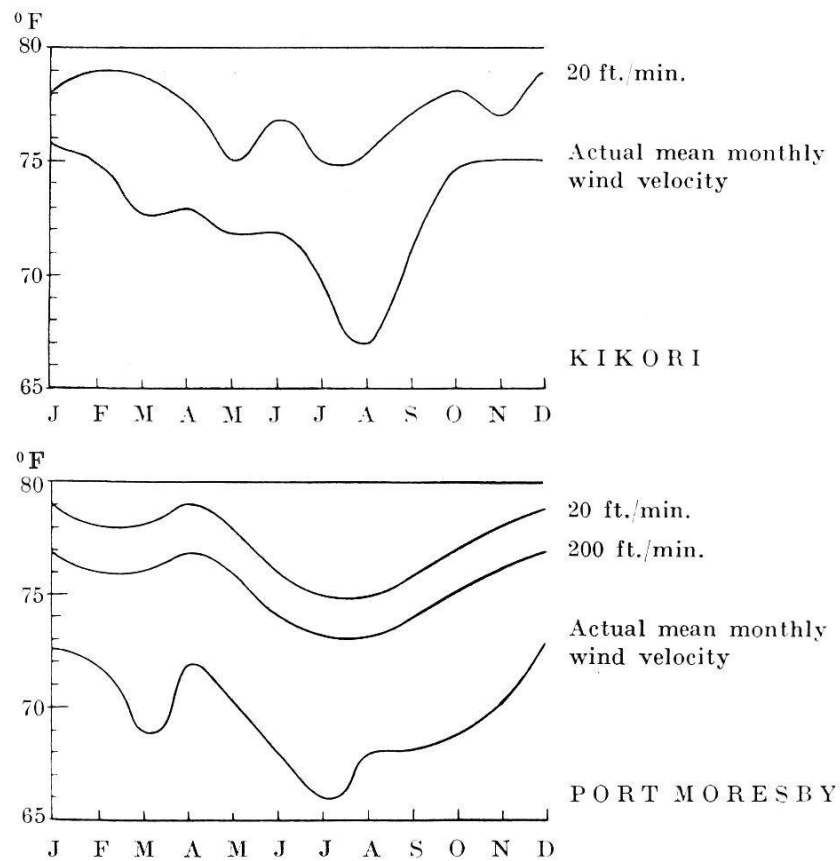 °F
80
20 ft./min.
75
Actual mean monthly
wind velocity
70
KIKORI
65
J F M A M J J A S O N D
°F
80
20 ft./min.
200 ft./min.
75
Actual mean monthly
wind velocity
70
PORT MORESBY
65
J F M A M J J A S O N D